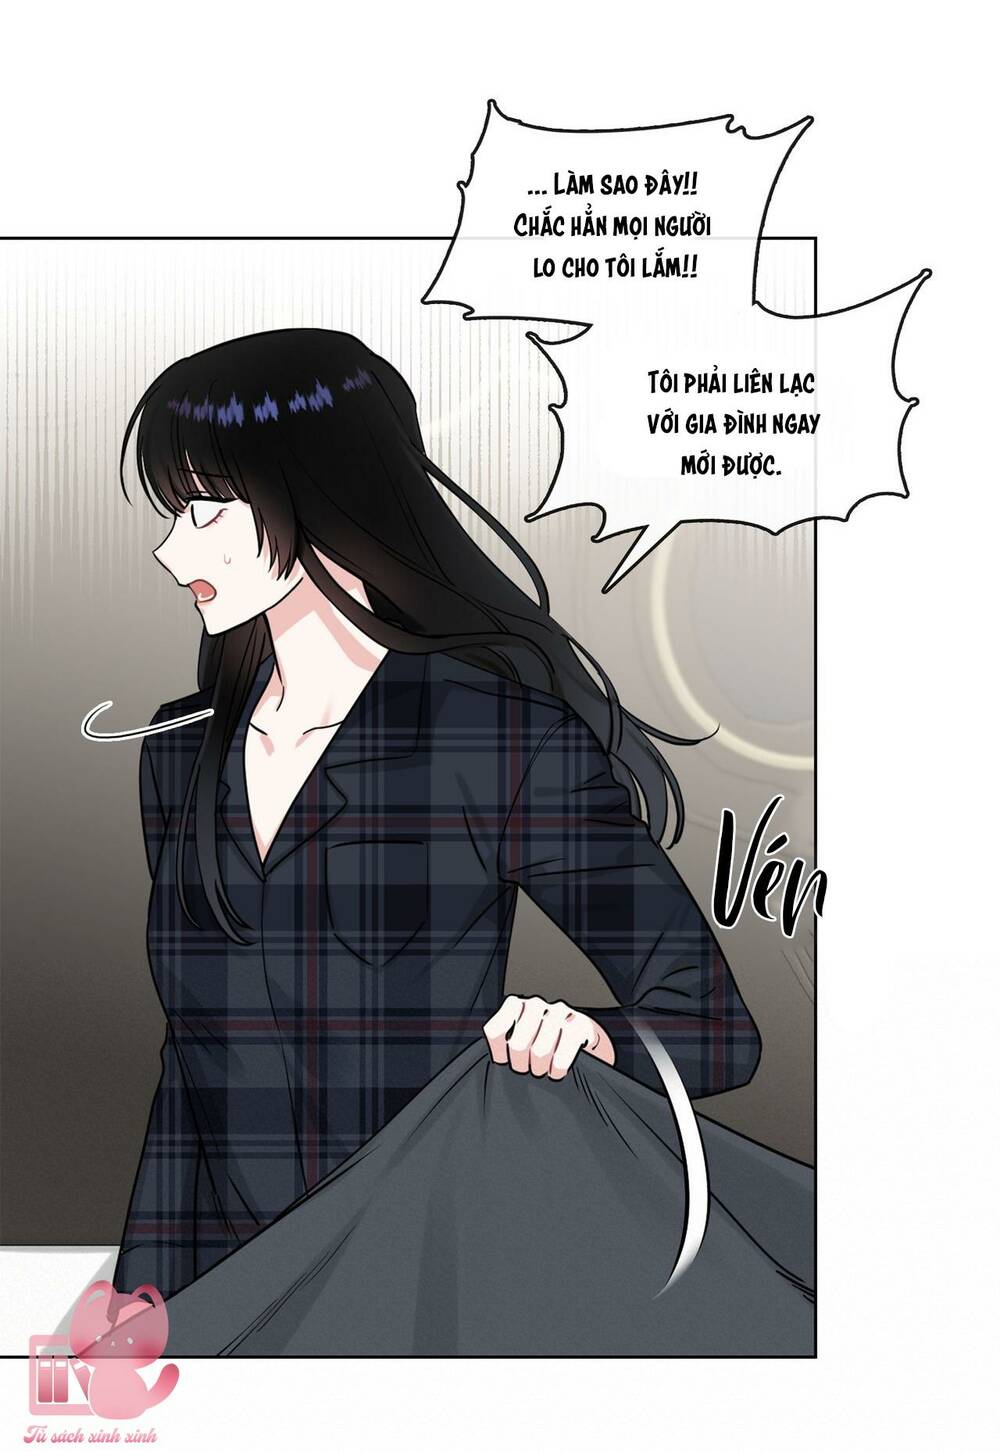 ... LÀM SAO ĐÂY!!
CHẮC HẲN MỌI NGƯỜI
LO CHO TÔI LẮM!!
TÔI PHẢI LIÊN LẠC
VỚI GIA ĐÌNH NGAY
MỚI ĐƯỢC.
Vén
Tủ sách xinh xinh